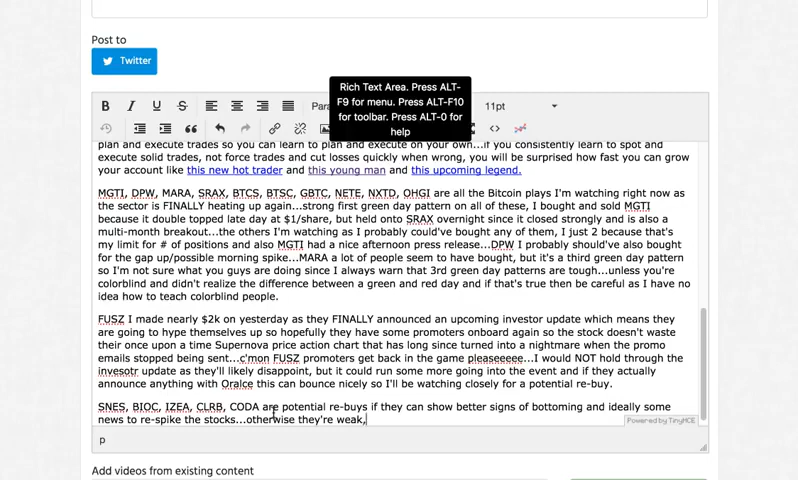 Post to
Twitter
Rich Text Area. Press ALT-
F9 for menu. Press ALT-F10
for toolbar. Press ALT-0 for
help
B I U S
Para
11pt
plan and execute trades so you can learn to plan and execute on your own...if you consistently learn to spot and
execute solid trades, not force trades and cut losses quickly when wrong, you will be surprised how fast you can grow
your account like this new hot trader and this young man and this upcoming legend.
MGTI, DPW, MARA, SRAX, BTCS, BTSC, GBTC, NETE, NXTD, OHGI are all the Bitcoin plays I'm watching right now as
the sector is FINALLY heating up again...strong first green day pattern on all of these, I bought and sold MGTI
because it double topped late day at $1/share, but held onto SRAX overnight since it closed strongly and is also a
multi-month breakout...the others I'm watching as I probably could've bought any of them, I just 2 because that's
my limit for # of positions and also MGTI had a nice afternoon press release...DPW I probably should've also bought
for the gap up/possible morning spike...MARA a lot of people seem to have bought, but it's a third green day pattern
so I'm not sure what you guys are doing since I always warn that 3rd green day patterns are tough...unless you're
colorblind and didn't realize the difference between a green and red day and if that's true then be careful as I have no
idea how to teach colorblind people.
FUSZ I made nearly $2k on yesterday as they FINALLY announced an upcoming investor update which means they
are going to hype themselves up so hopefully they have some promoters onboard again so the stock doesn't waste
their once upon a time Supernova price action chart that has long since turned into a nightmare when the promo
emails stopped being sent...c'mon FUSZ promoters get back in the game pleaseeeee...I would NOT hold through the
invesotr update as they'll likely disappoint, but it could run some more going into the event and if they actually
announce anything with Oralce this can bounce nicely so I'll be watching closely for a potential re-buy.
SNES, BIOC, IZEA, CLRB, CODA are potential re-buys if they can show better signs of bottoming and ideally some
news to re-spike the stocks...otherwise they're weak,
Powered by TinyMCE
p
Add videos from existing content